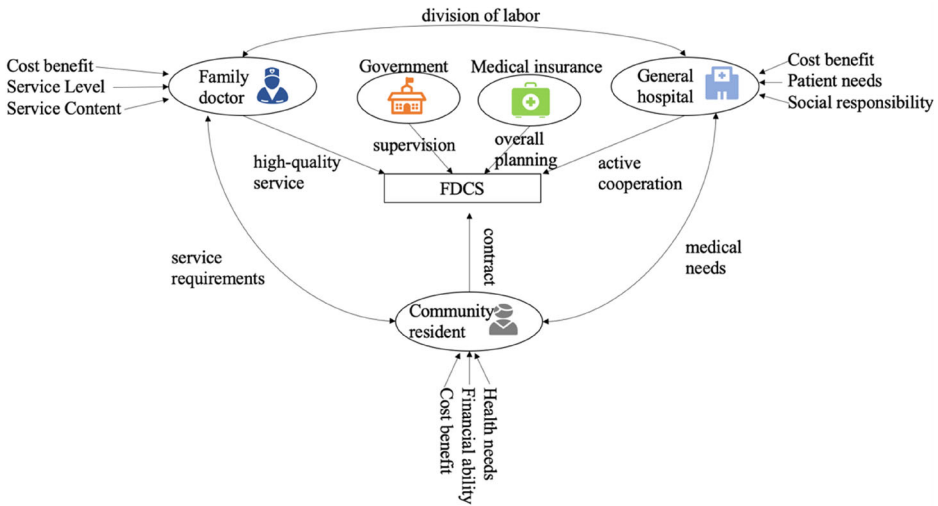 division of labor
Cost benefit
Service Level
Service Content
Family
doctor
Government
Medical insurance
General
hospital
Cost benefit
Patient needs
Social responsibility
high-quality
service
supervision
overall
planning
active
cooperation
FDCS
service
requirements
contract
medical
needs
Community
resident
Cost benefit
Financial ability
Health needs